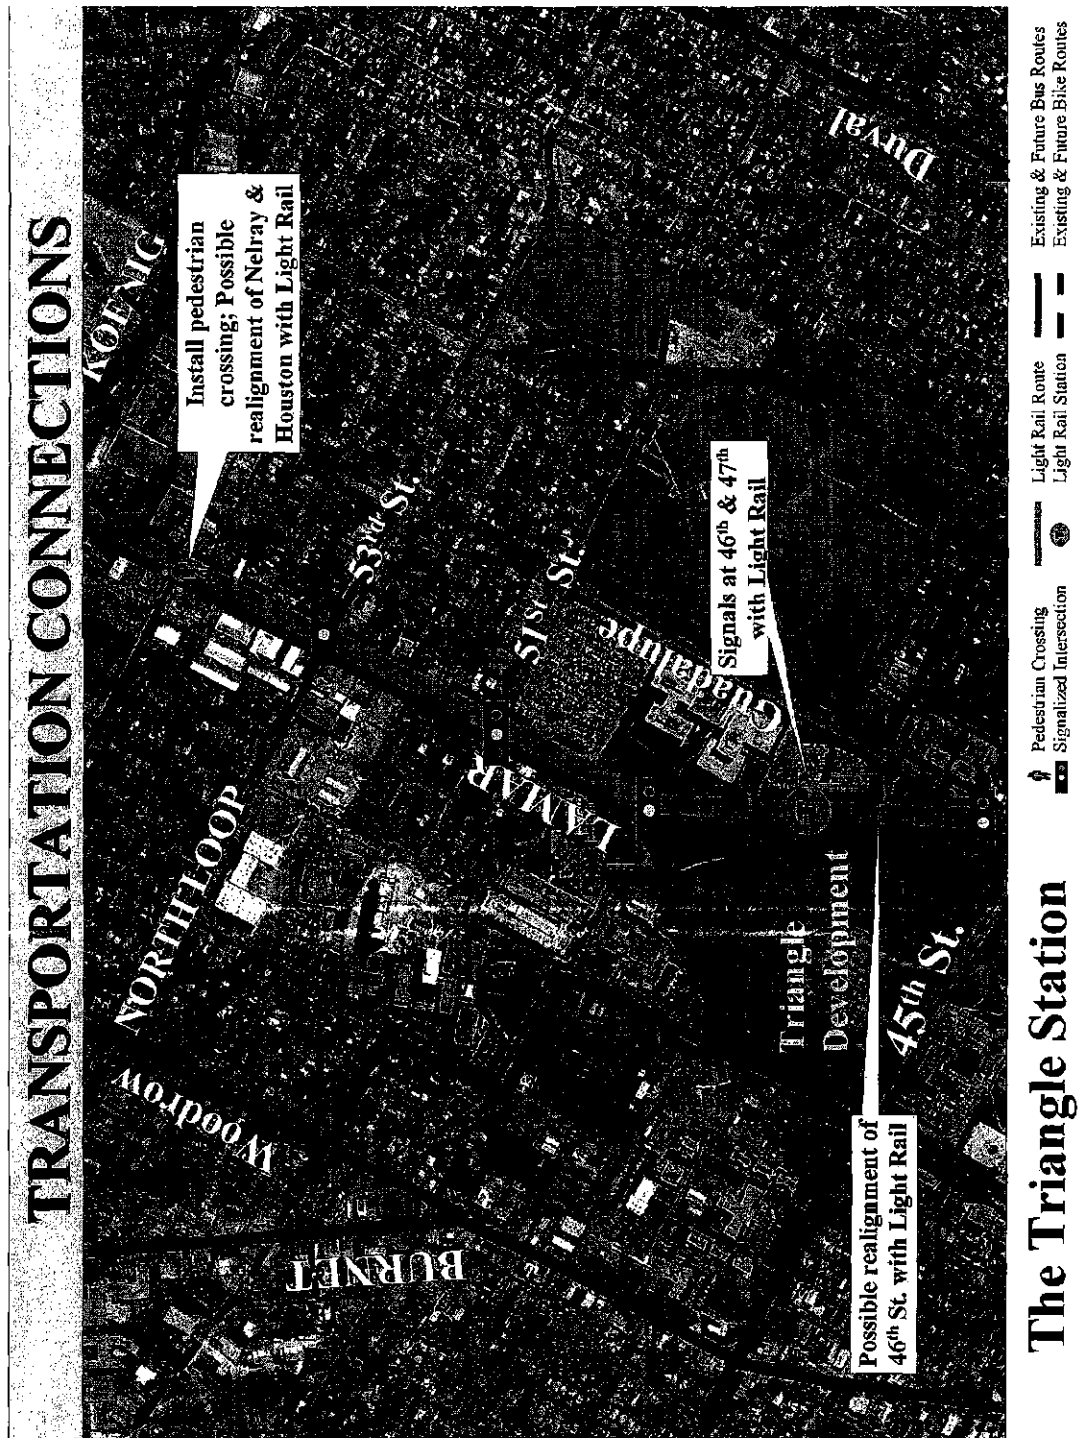 TRANSPORTATION CONNECTIONS
KOENIG
Install pedestrian
crossing; Possible
realignment of Nelray &
Houston with Light Rail
NORTH LOOP
Woodrow
53rd St.
BURNET
LAMAR
51st St.
Guadalupe
Duval
Signals at 46th & 47th
with Light Rail
Triangle
Development
45th St.
Possible realignment of
46th St. with Light Rail
The Triangle Station
Pedestrian Crossing
Signalized Intersection
Light Rail Route
Light Rail Station
Existing & Future Bus Routes
Existing & Future Bike Routes